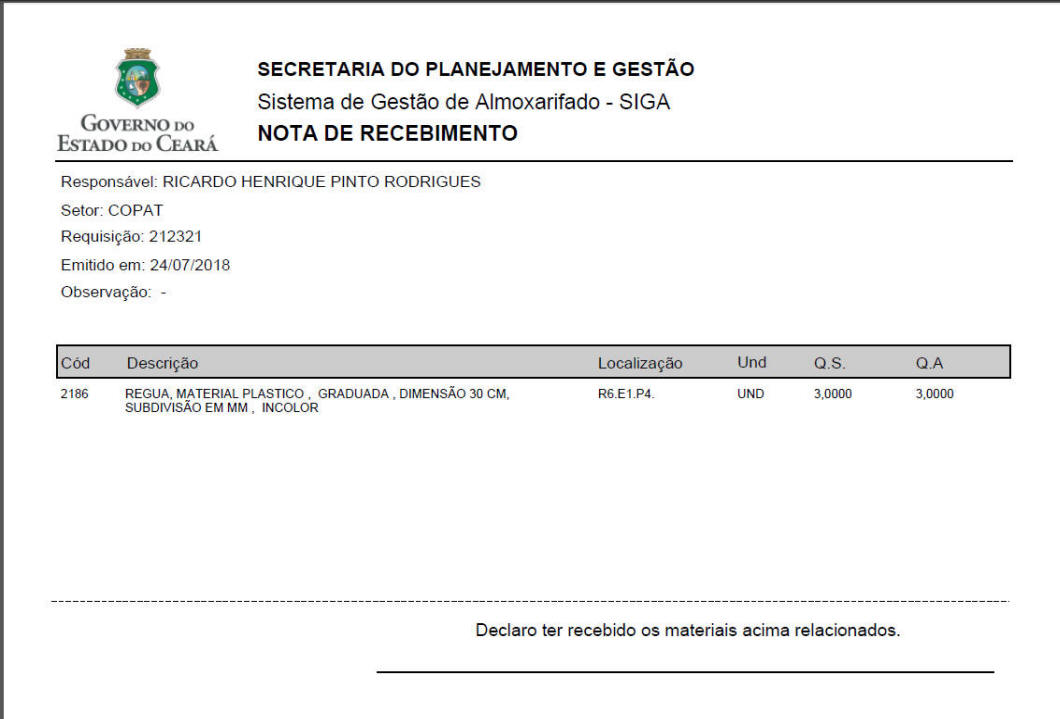 SECRETARIA DO PLANEJAMENTO E GESTÃO
Sistema de Gestão de Almoxarifado - SIGA
NOTA DE RECEBIMENTO
GOVERNO DO
ESTADO DO CEARÁ
Responsável: RICARDO HENRIQUE PINTO RODRIGUES
Setor: COPAT
Requisição: 212321
Emitido em: 24/07/2018
Observação: -
Cód Descrição Localização Und Q.S. Q.A
2186 REGUA, MATERIAL PLASTICO , GRADUADA , DIMENSÃO 30 CM, R6.E1.P4. UND 3,0000 3,0000
SUBDIVISÃO EM MM , INCOLOR
Declaro ter recebido os materiais acima relacionados.